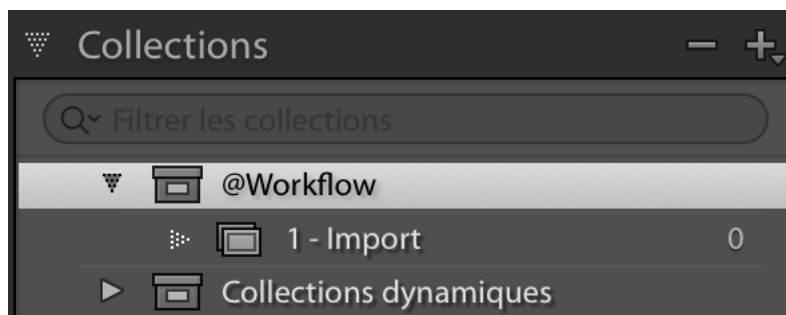 Collections
Filtrer les collections
@Workflow
1 - Import 0
Collections dynamiques